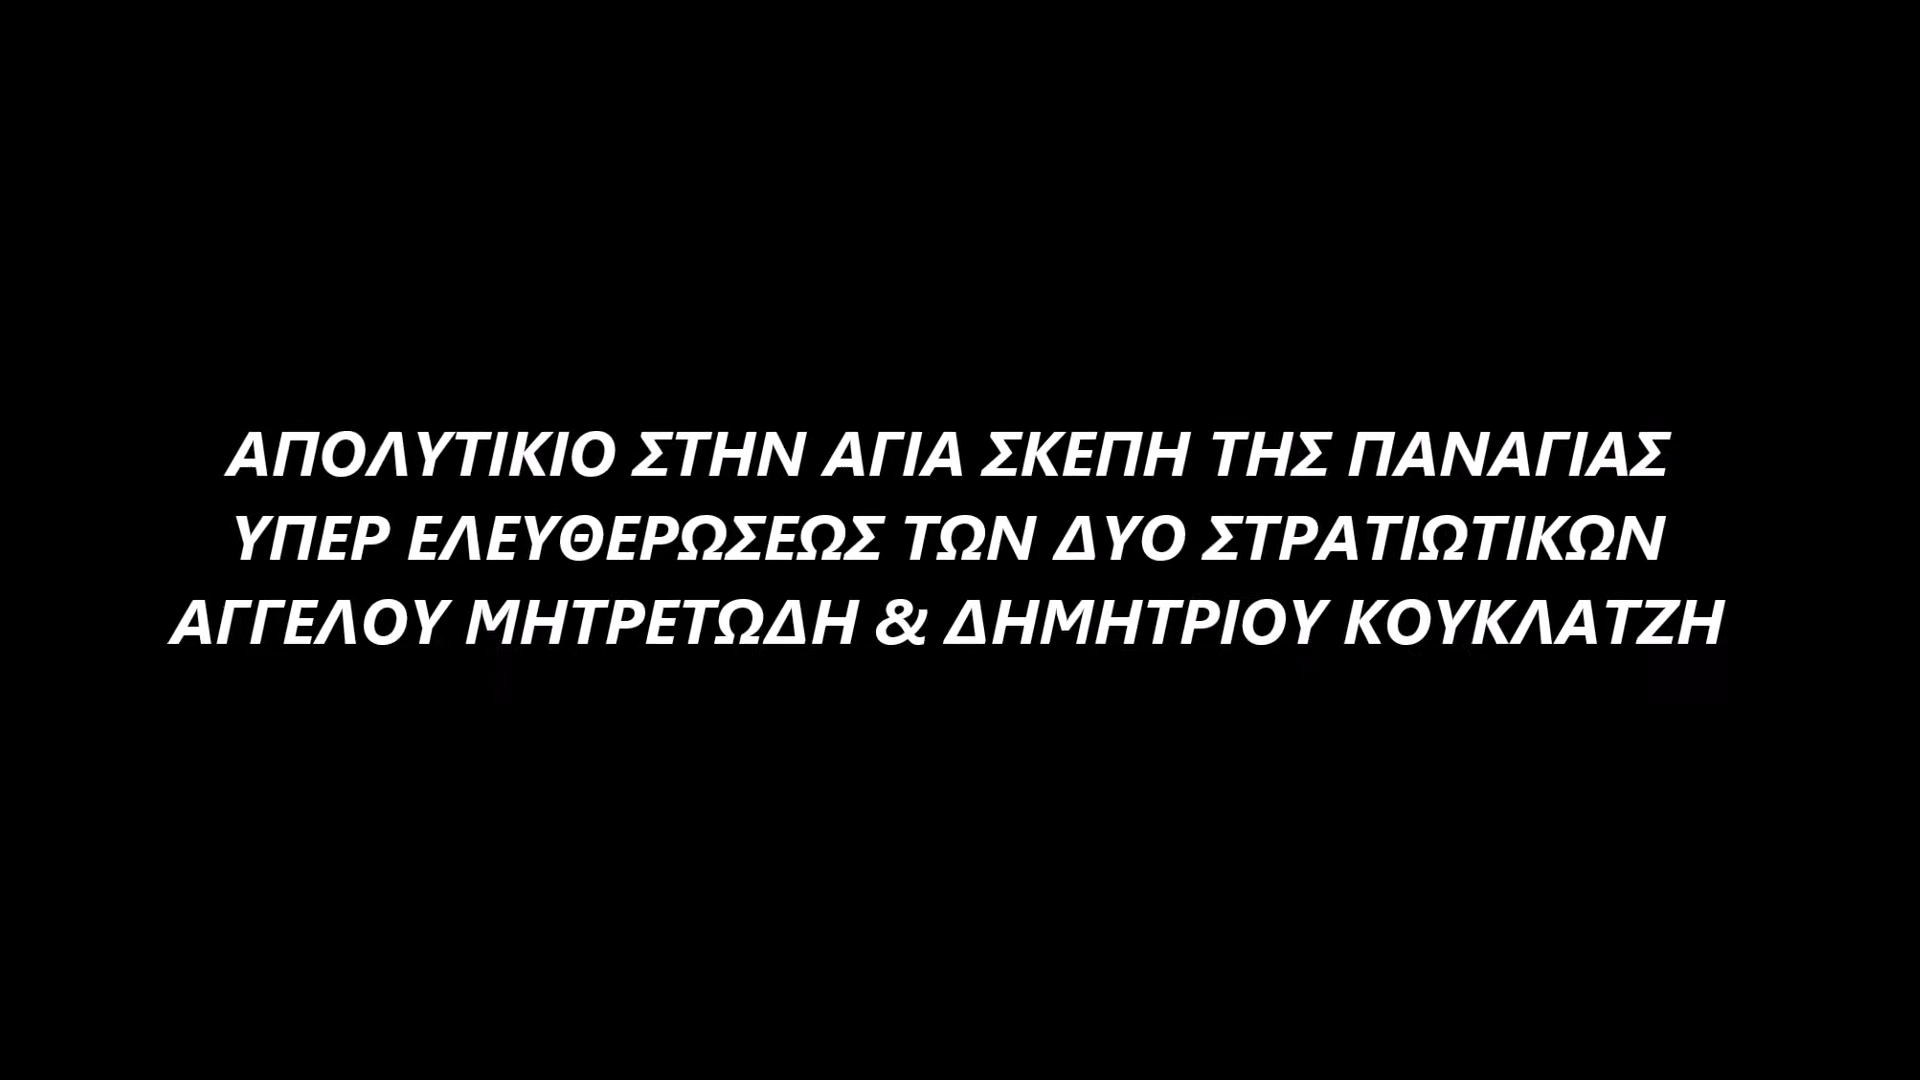 ΑΠΟΛΥΤΙΚΙΟ ΣΤΗΝ ΑΓΙΑ ΣΚΕΠΗ ΤΗΣ ΠΑΝΑΓΙΑΣ
ΥΠΕΡ ΕΛΕΥΘΕΡΩΣΕΩΣ ΤΩΝ ΔΥΟ ΣΤΡΑΤΙΩΤΙΚΩΝ
ΑΓΓΕΛΟΥ ΜΗΤΡΕΤΩΔΗ & ΔΗΜΗΤΡΙΟΥ ΚΟΥΚΛΑΤΖΗ